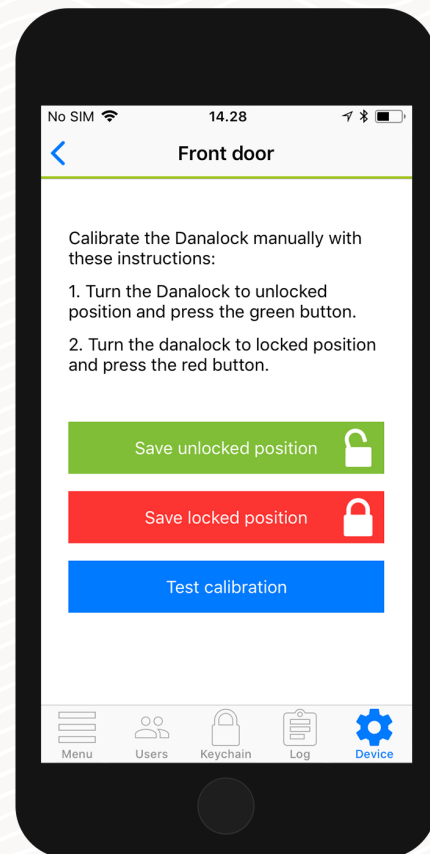 No SIM
14.28
Front door
Calibrate the Danalock manually with
these instructions:
1. Turn the Danalock to unlocked
position and press the green button.
2. Turn the danalock to locked position
and press the red button.
Save unlocked position
Save locked position
Test calibration
Menu Users Keychain Log Device